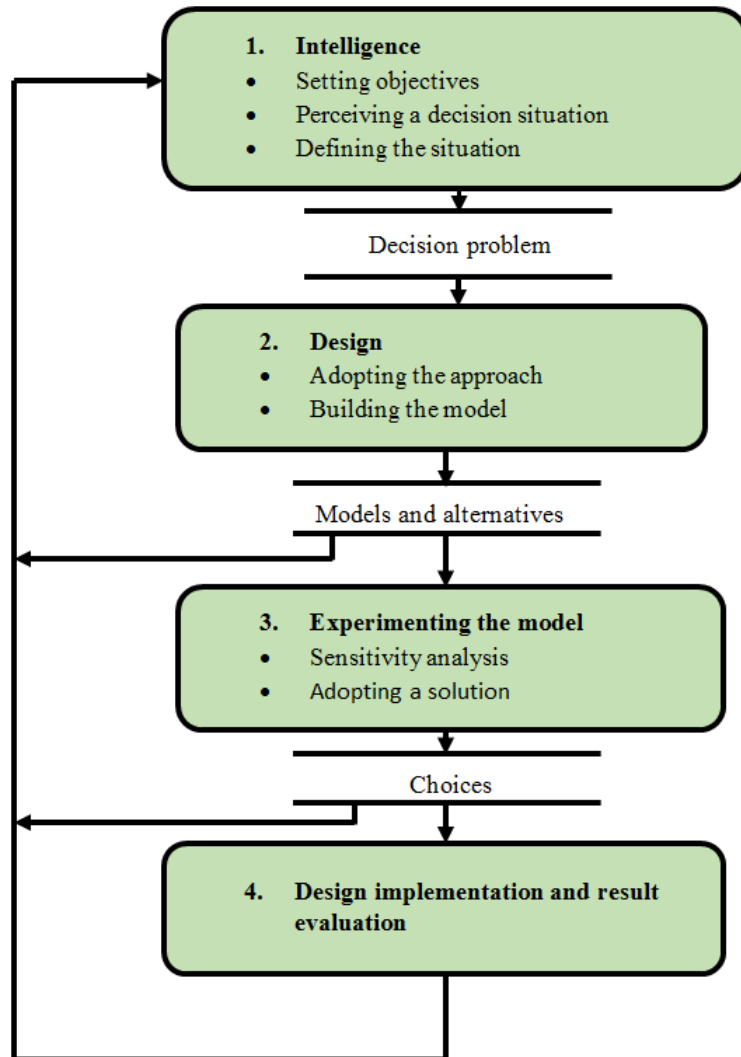 1. Intelligence
• Setting objectives
• Perceiving a decision situation
• Defining the situation
Decision problem
2. Design
• Adopting the approach
• Building the model
Models and alternatives
3. Experimenting the model
• Sensitivity analysis
• Adopting a solution
Choices
4. Design implementation and result
evaluation